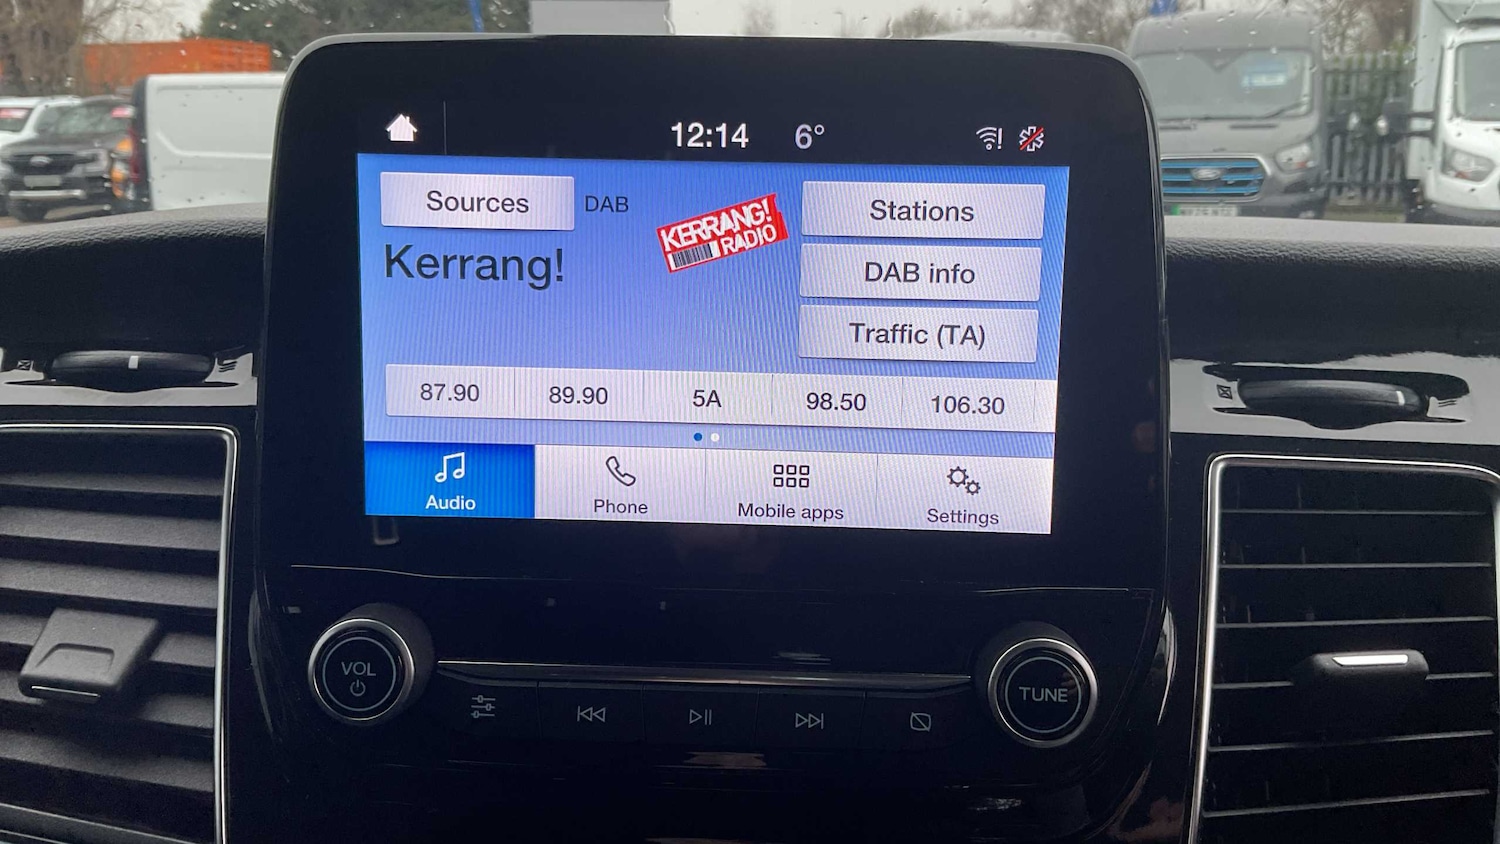 12:14 6°
Sources DAB
Kerrang!
KERRANG!
RADIO
Stations
DAB info
Traffic (TA)
87.90 89.90 5A 98.50 106.30
Audio Phone Mobile apps Settings
VOL
TUNE